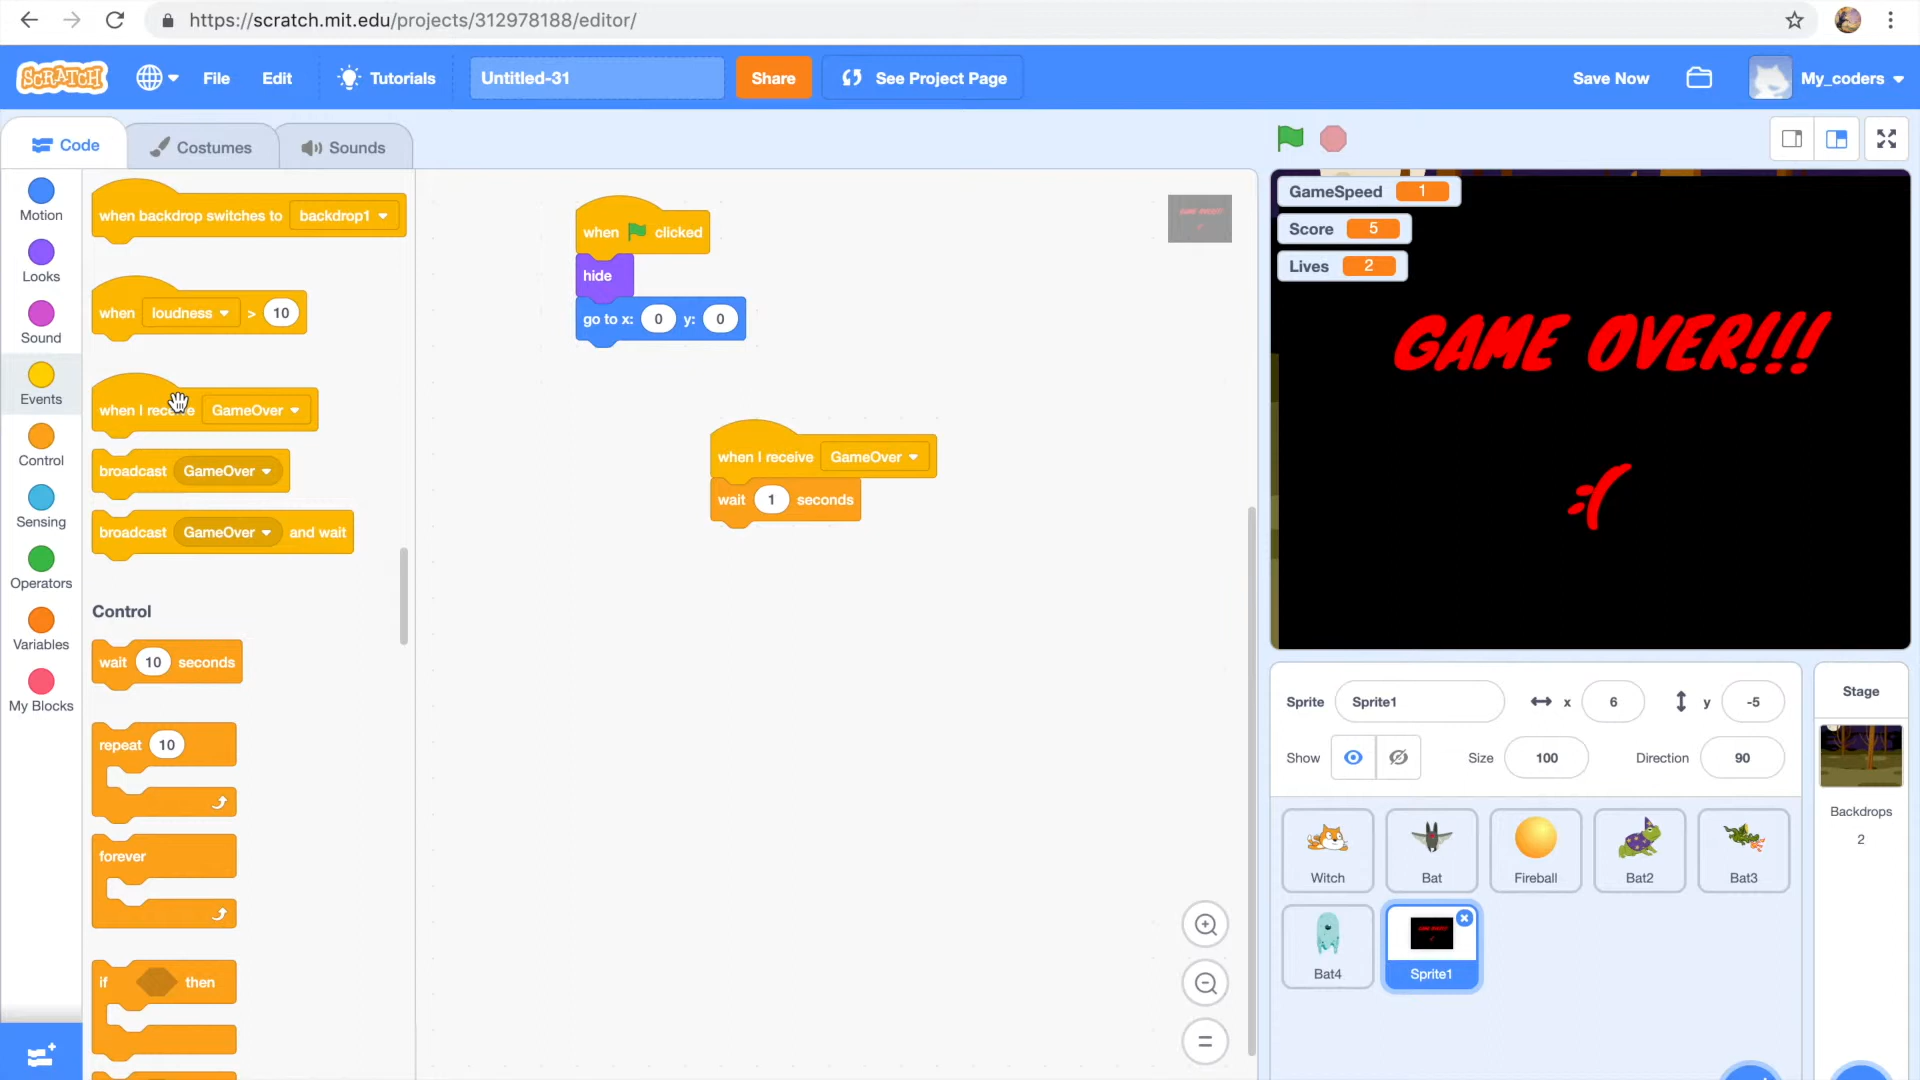 https://scratch.mit.edu/projects/312978188/editor/
SCRATCH File Edit Tutorials Untitled-31 Share See Project Page Save Now My_coders
Code Costumes Sounds
Motion
Looks
Sound
Events
Control
Sensing
Operators
Variables
My Blocks
when backdrop switches to backdrop1
when loudness > 10
when I receive GameOver
broadcast GameOver
broadcast GameOver and wait
Control
wait 10 seconds
repeat 10
forever
if then
when clicked
hide
go to x: 0 y: 0
when I receive GameOver
wait 1 seconds
GameSpeed 1
Score 5
Lives 2
GAME OVER!!!
:(
Sprite Sprite1 x 6 y -5
Show Size 100 Direction 90
Witch Bat Fireball Bat2 Bat3
Bat4 Sprite1
Stage
Backdrops
2